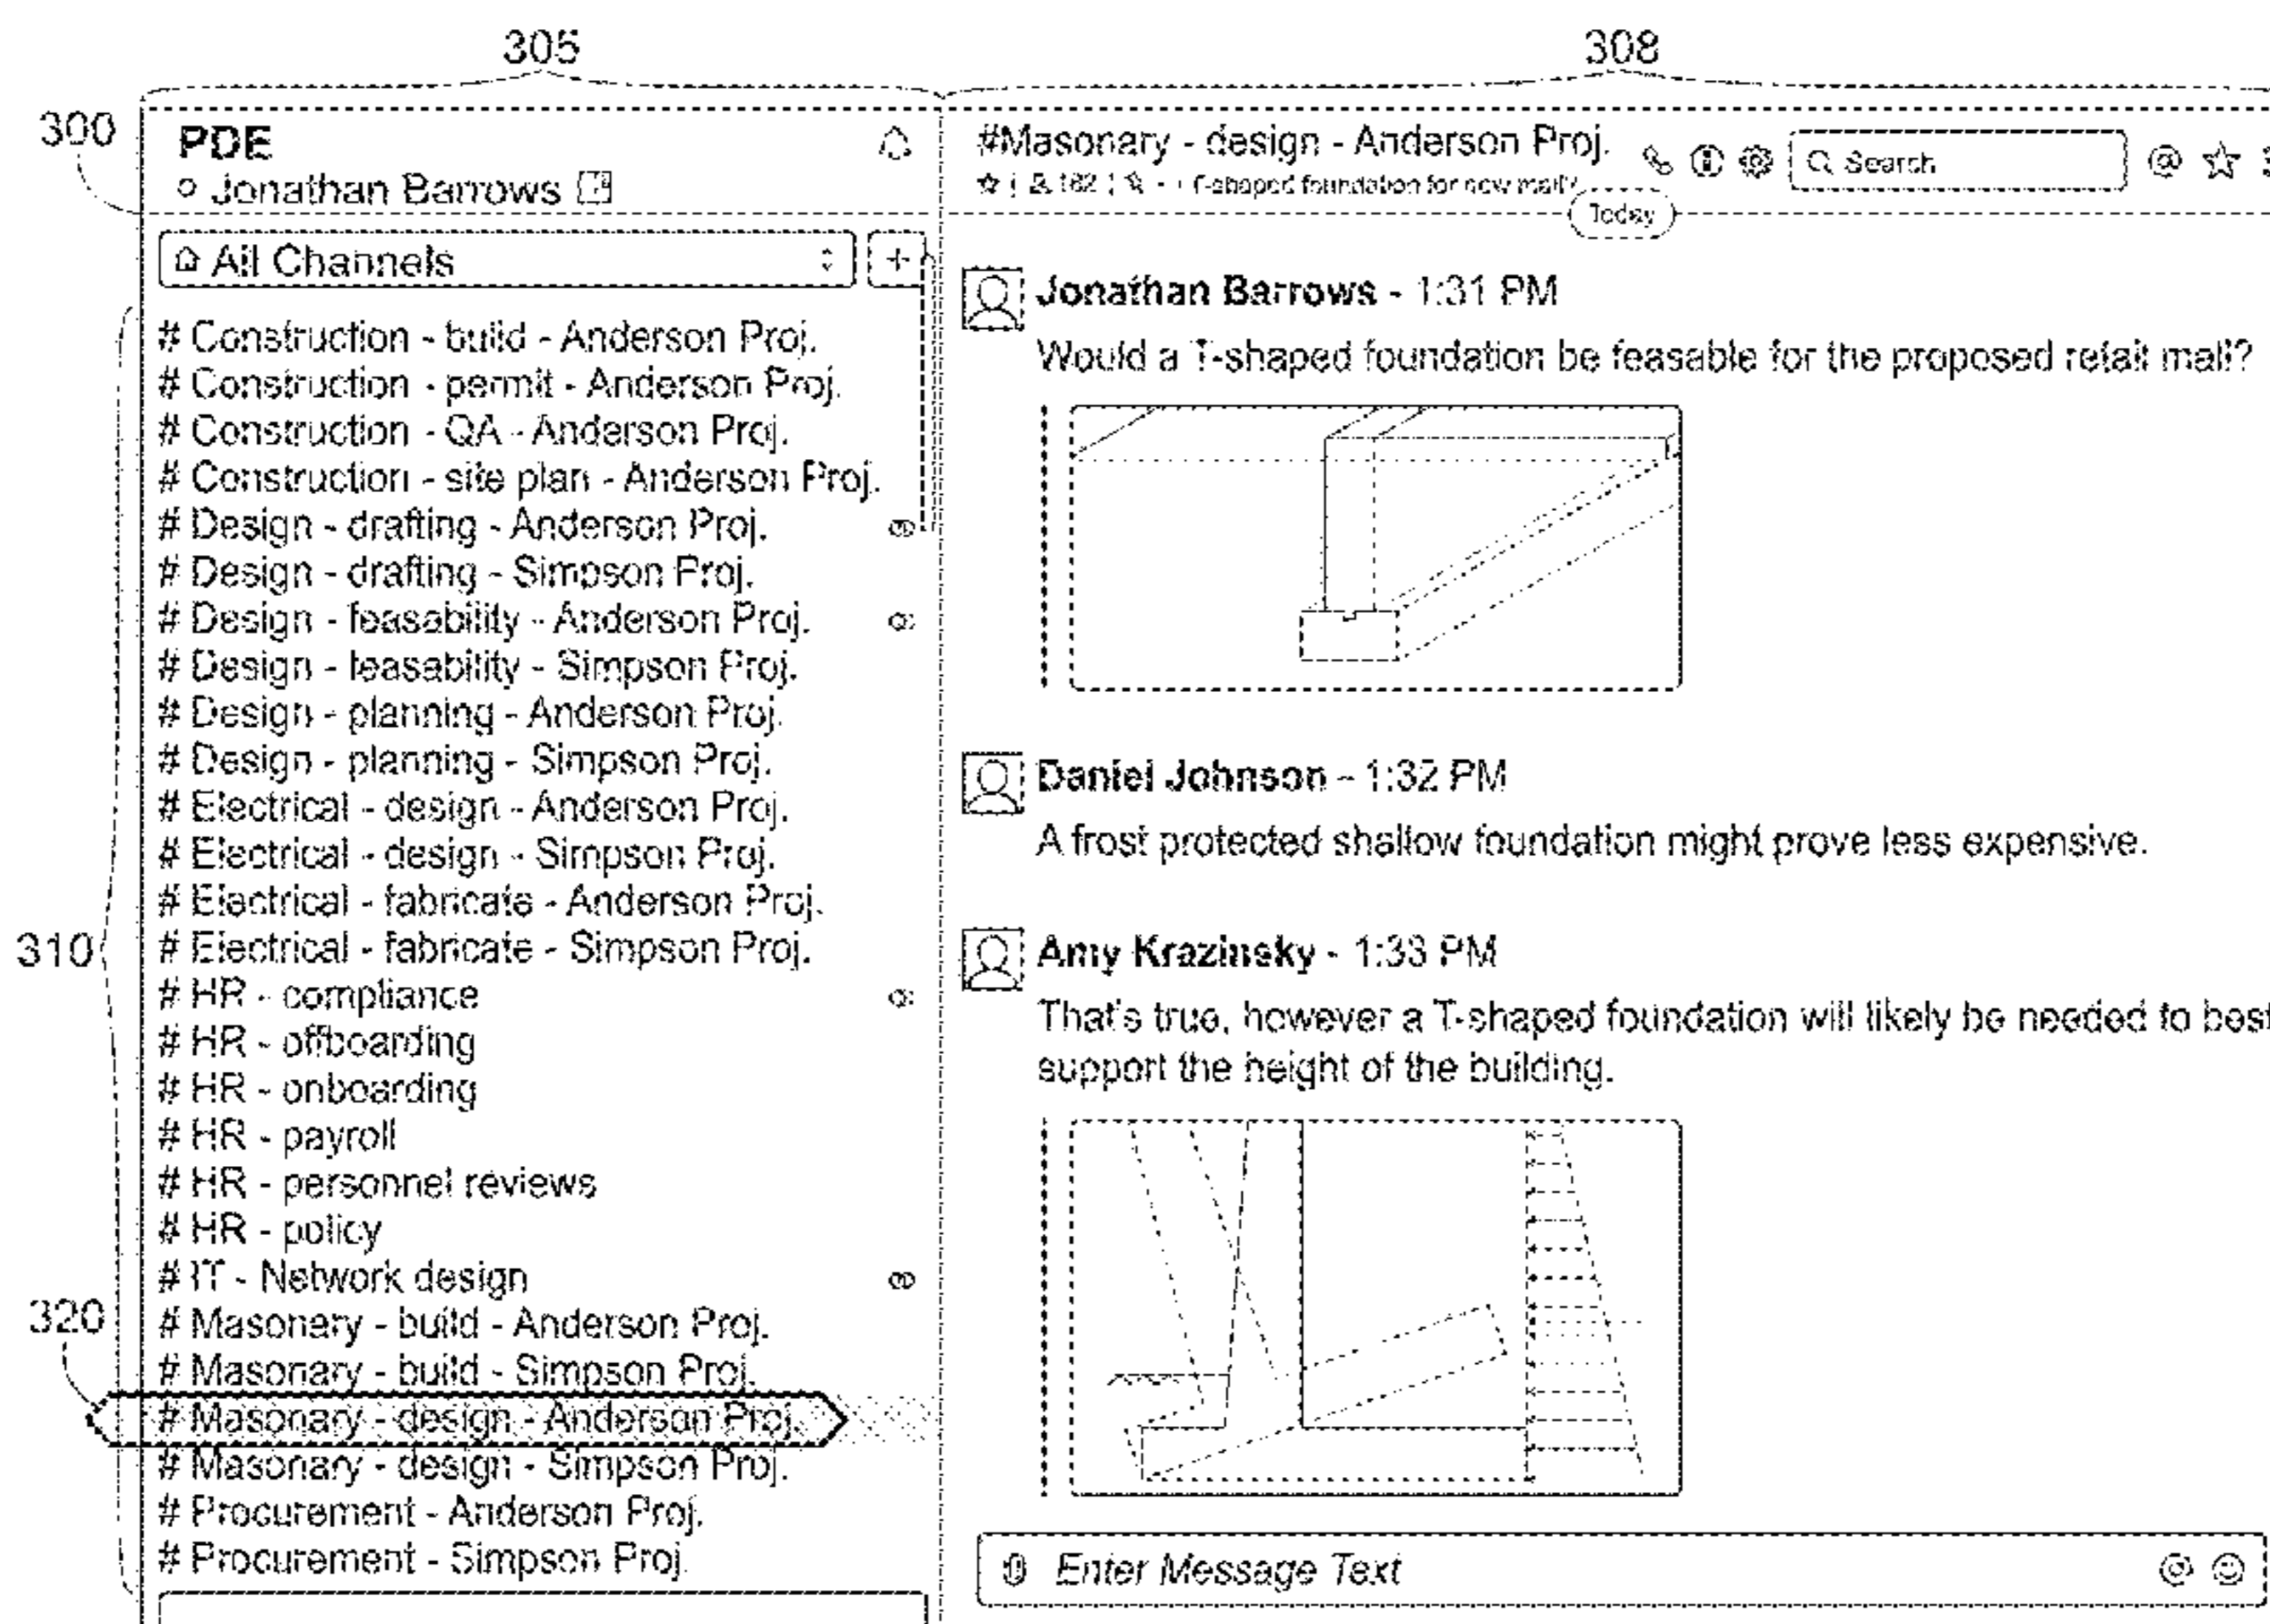 305
308
300
PDE
Jonathan Barrows
All Channels
+
# Construction - build - Anderson Proj.
# Construction - permit - Anderson Proj.
# Construction - QA - Anderson Proj.
# Construction - site plan - Anderson Proj.
# Design - drafting - Anderson Proj.
# Design - drafting - Simpson Proj.
# Design - feasability - Anderson Proj.
# Design - feasability - Simpson Proj.
# Design - planning - Anderson Proj.
# Design - planning - Simpson Proj.
# Electrical - design - Anderson Proj.
# Electrical - design - Simpson Proj.
# Electrical - fabricate - Anderson Proj.
# Electrical - fabricate - Simpson Proj.
310
# HR - compliance
# HR - offboarding
# HR - onboarding
# HR - payroll
# HR - personnel reviews
# HR - policy
# IT - Network design
320
# Masonary - build - Anderson Proj.
# Masonary - build - Simpson Proj.
# Masonary - design - Anderson Proj.
# Masonary - design - Simpson Proj.
# Procurement - Anderson Proj.
# Procurement - Simpson Proj.
#Masonary - design - Anderson Proj.
162 | T-shaped foundation for new mall?
Search
@
Today
Jonathan Barrows - 1:31 PM
Would a T-shaped foundation be feasable for the proposed retail mall?
Daniel Johnson - 1:32 PM
A frost protected shallow foundation might prove less expensive.
Amy Krazinsky - 1:33 PM
That's true, however a T-shaped foundation will likely be needed to best
support the height of the building.
Enter Message Text
@